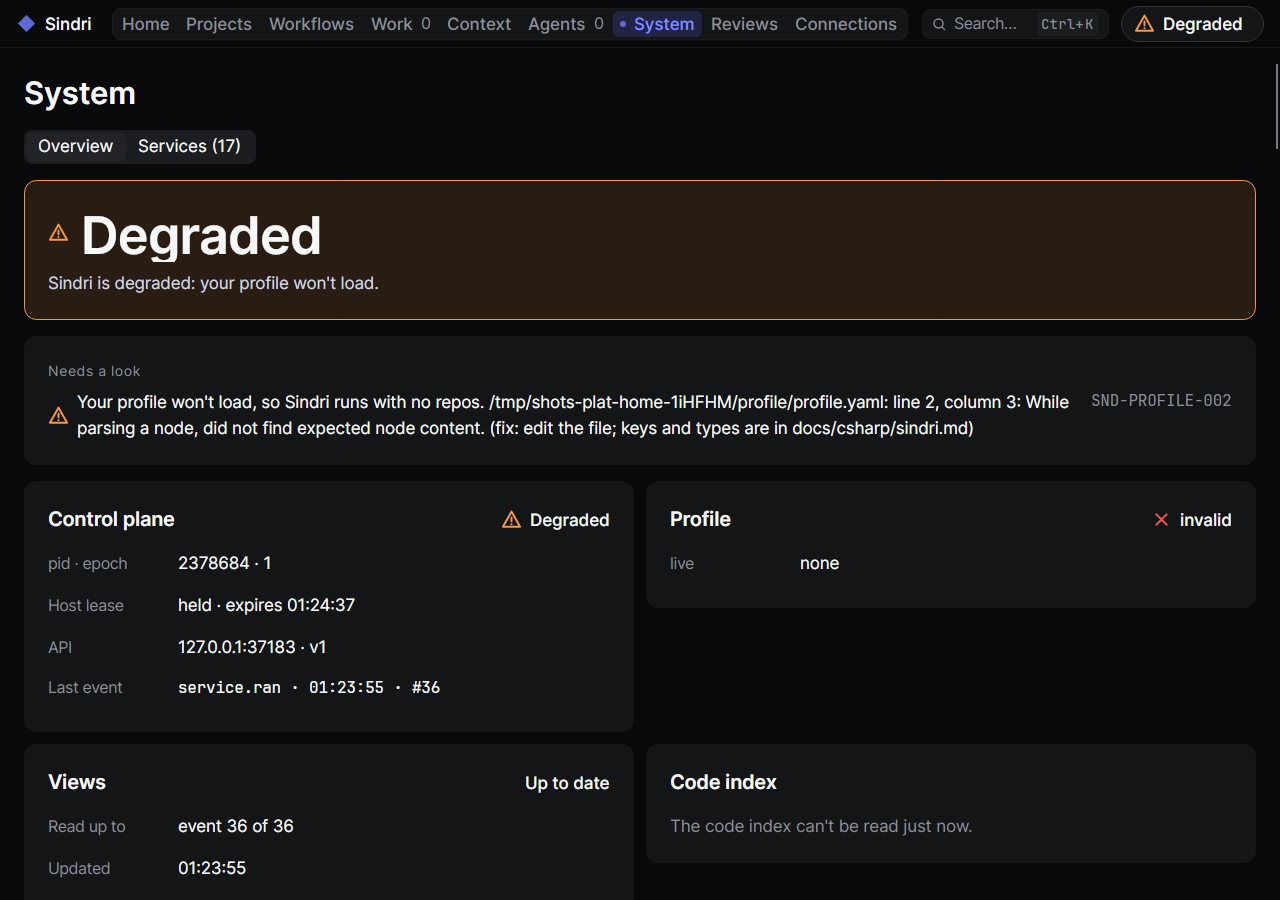 Sindri
Home Projects Workflows Work 0 Context Agents 0 System Reviews Connections
Search... Ctrl+K
Degraded
System
Overview Services (17)
Degraded
Sindri is degraded: your profile won't load.
Needs a look
Your profile won't load, so Sindri runs with no repos. /tmp/shots-plat-home-1iHFHM/profile/profile.yaml: line 2, column 3: While
parsing a node, did not find expected node content. (fix: edit the file; keys and types are in docs/csharp/sindri.md)
SND-PROFILE-002
Control plane Degraded
pid · epoch 2378684 · 1
Host lease held · expires 01:24:37
API 127.0.0.1:37183 · v1
Last event service.ran · 01:23:55 · #36
Profile invalid
live none
Views Up to date
Read up to event 36 of 36
Updated 01:23:55
Code index
The code index can't be read just now.